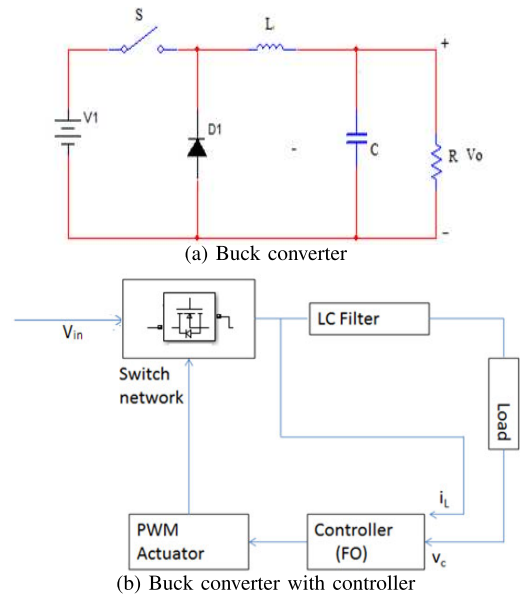 S
L
+
V1
D1
-
C
R Vo
-
(a) Buck converter
LC Filter
Vin
Switch
network
Load
iL
PWM
Actuator
Controller
(FO)
vc
(b) Buck converter with controller